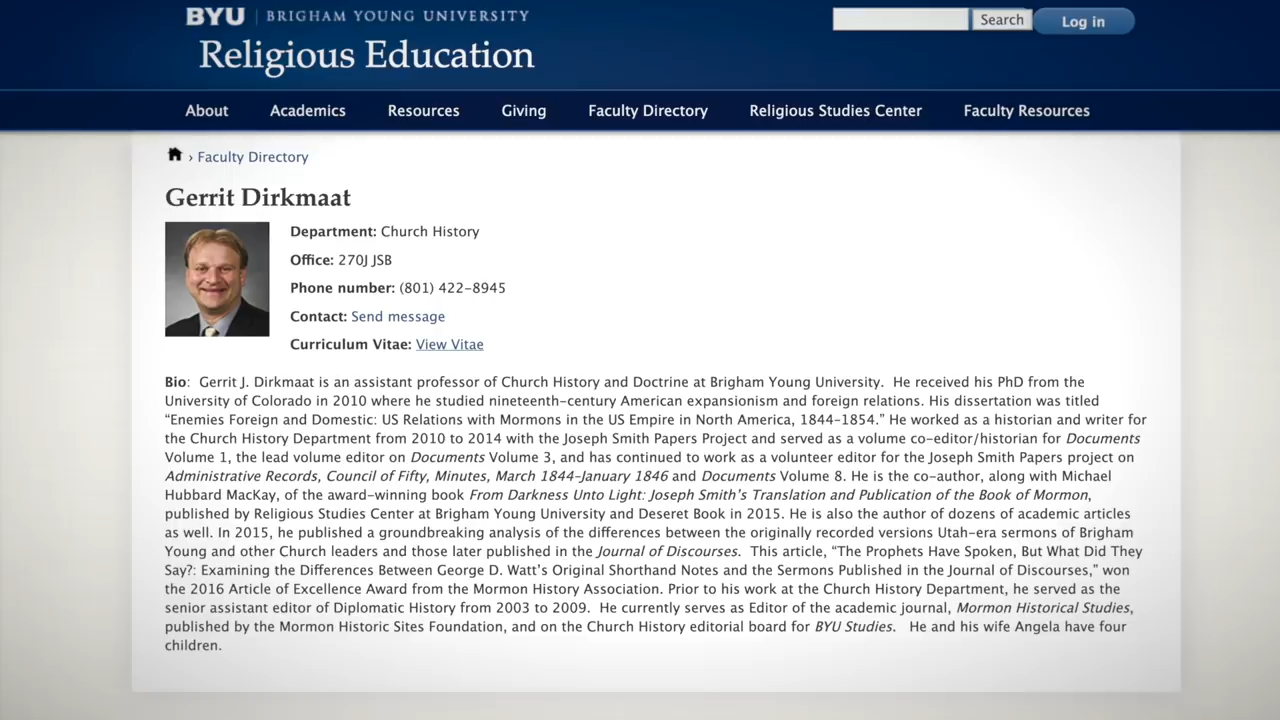 BYU | BRIGHAM YOUNG UNIVERSITY
Search
Log in
Religious Education
About Academics Resources Giving Faculty Directory Religious Studies Center Faculty Resources
› Faculty Directory
Gerrit Dirkmaat
Department: Church History
Office: 270J JSB
Phone number: (801) 422-8945
Contact: Send message
Curriculum Vitae: View Vitae
Bio: Gerrit J. Dirkmaat is an assistant professor of Church History and Doctrine at Brigham Young University. He received his PhD from the
University of Colorado in 2010 where he studied nineteenth-century American expansionism and foreign relations. His dissertation was titled
“Enemies Foreign and Domestic: US Relations with Mormons in the US Empire in North America, 1844-1854.” He worked as a historian and writer for
the Church History Department from 2010 to 2014 with the Joseph Smith Papers Project and served as a volume co-editor/historian for Documents
Volume 1, the lead volume editor on Documents Volume 3, and has continued to work as a volunteer editor for the Joseph Smith Papers project on
Administrative Records, Council of Fifty, Minutes, March 1844-January 1846 and Documents Volume 8. He is the co-author, along with Michael
Hubbard MacKay, of the award-winning book From Darkness Unto Light: Joseph Smith’s Translation and Publication of the Book of Mormon,
published by Religious Studies Center at Brigham Young University and Deseret Book in 2015. He is also the author of dozens of academic articles
as well. In 2015, he published a groundbreaking analysis of the differences between the originally recorded versions Utah-era sermons of Brigham
Young and other Church leaders and those later published in the Journal of Discourses. This article, “The Prophets Have Spoken, But What Did They
Say?: Examining the Differences Between George D. Watt’s Original Shorthand Notes and the Sermons Published in the Journal of Discourses,” won
the 2016 Article of Excellence Award from the Mormon History Association. Prior to his work at the Church History Department, he served as the
senior assistant editor of Diplomatic History from 2003 to 2009. He currently serves as Editor of the academic journal, Mormon Historical Studies,
published by the Mormon Historic Sites Foundation, and on the Church History editorial board for BYU Studies. He and his wife Angela have four
children.